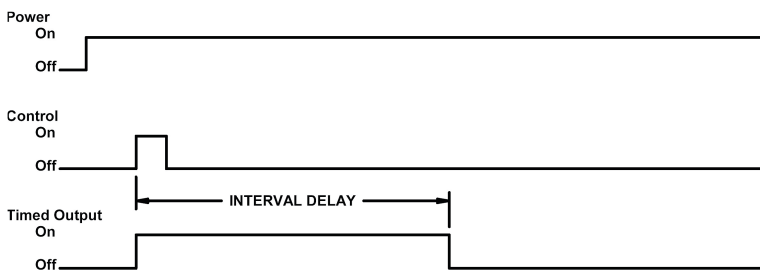 Power
On
Off
Control
On
Off
INTERVAL DELAY
Timed Output
On
Off